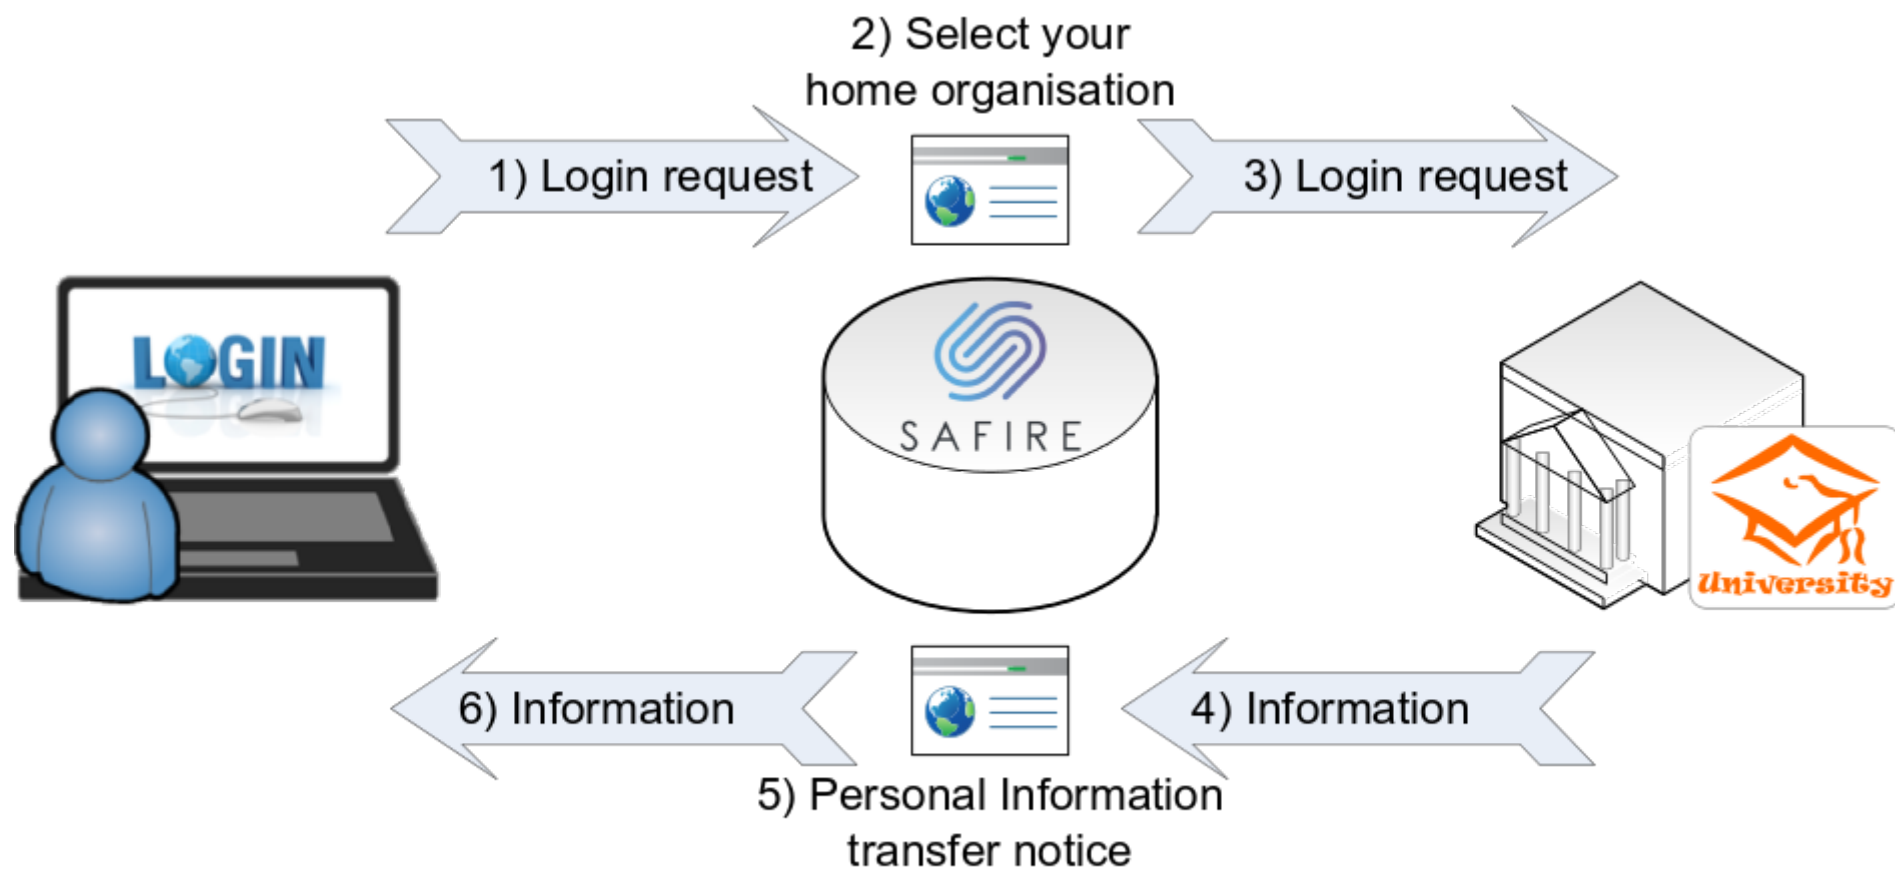 2) Select your
home organisation
1) Login request
3) Login request
LOGIN
SAFIRE
University
6) Information
4) Information
5) Personal Information
transfer notice